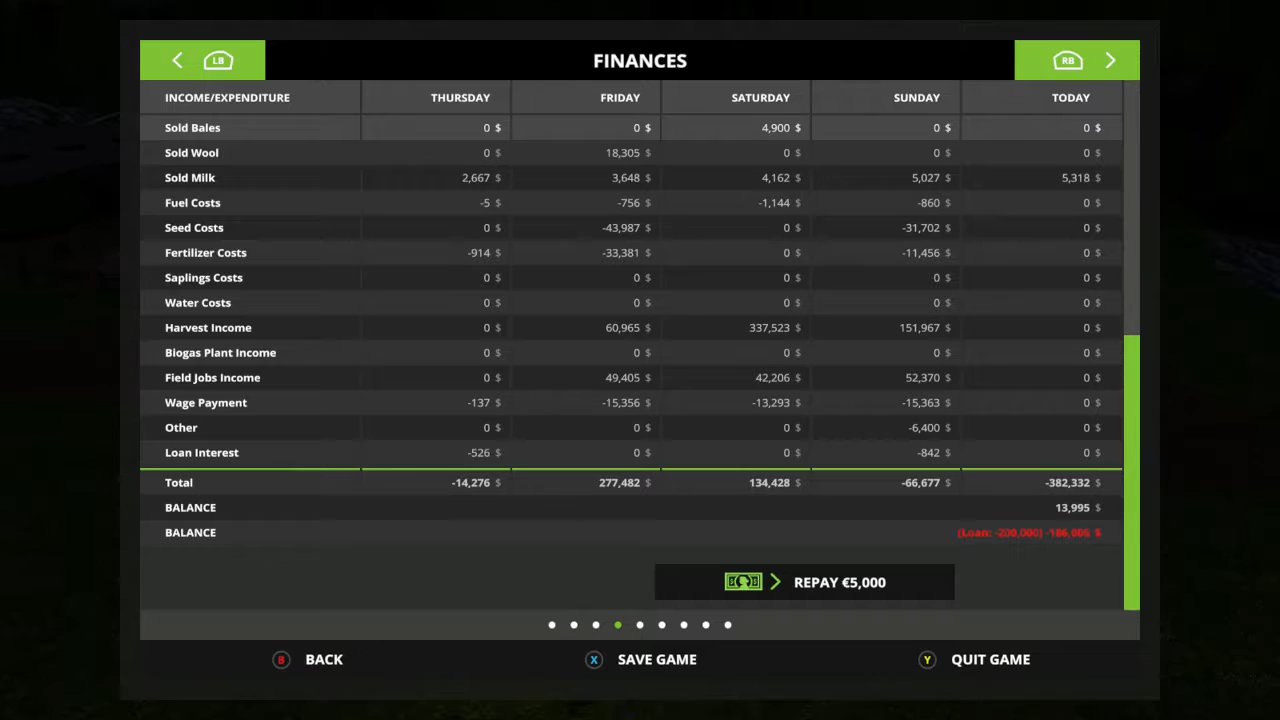 LB FINANCES RB
INCOME/EXPENDITURE THURSDAY FRIDAY SATURDAY SUNDAY TODAY
Sold Bales 0 $ 0 $ 4,900 $ 0 $ 0 $
Sold Wool 0 $ 18,305 $ 0 $ 0 $ 0 $
Sold Milk 2,667 $ 3,648 $ 4,162 $ 5,027 $ 5,318 $
Fuel Costs -5 $ -756 $ -1,144 $ -860 $ 0 $
Seed Costs 0 $ -43,987 $ 0 $ -31,702 $ 0 $
Fertilizer Costs -914 $ -33,381 $ 0 $ -11,456 $ 0 $
Saplings Costs 0 $ 0 $ 0 $ 0 $ 0 $
Water Costs 0 $ 0 $ 0 $ 0 $ 0 $
Harvest Income 0 $ 60,965 $ 337,523 $ 151,967 $ 0 $
Biogas Plant Income 0 $ 0 $ 0 $ 0 $ 0 $
Field Jobs Income 0 $ 49,405 $ 42,206 $ 52,370 $ 0 $
Wage Payment -137 $ -15,356 $ -13,293 $ -15,363 $ 0 $
Other 0 $ 0 $ 0 $ -6,400 $ 0 $
Loan Interest -526 $ 0 $ 0 $ -842 $ 0 $
Total -14,276 $ 277,482 $ 134,428 $ -66,677 $ -382,332 $
BALANCE 13,995 $
BALANCE (Loan: -200,000) -186,005 $
REPAY €5,000
B BACK X SAVE GAME Y QUIT GAME